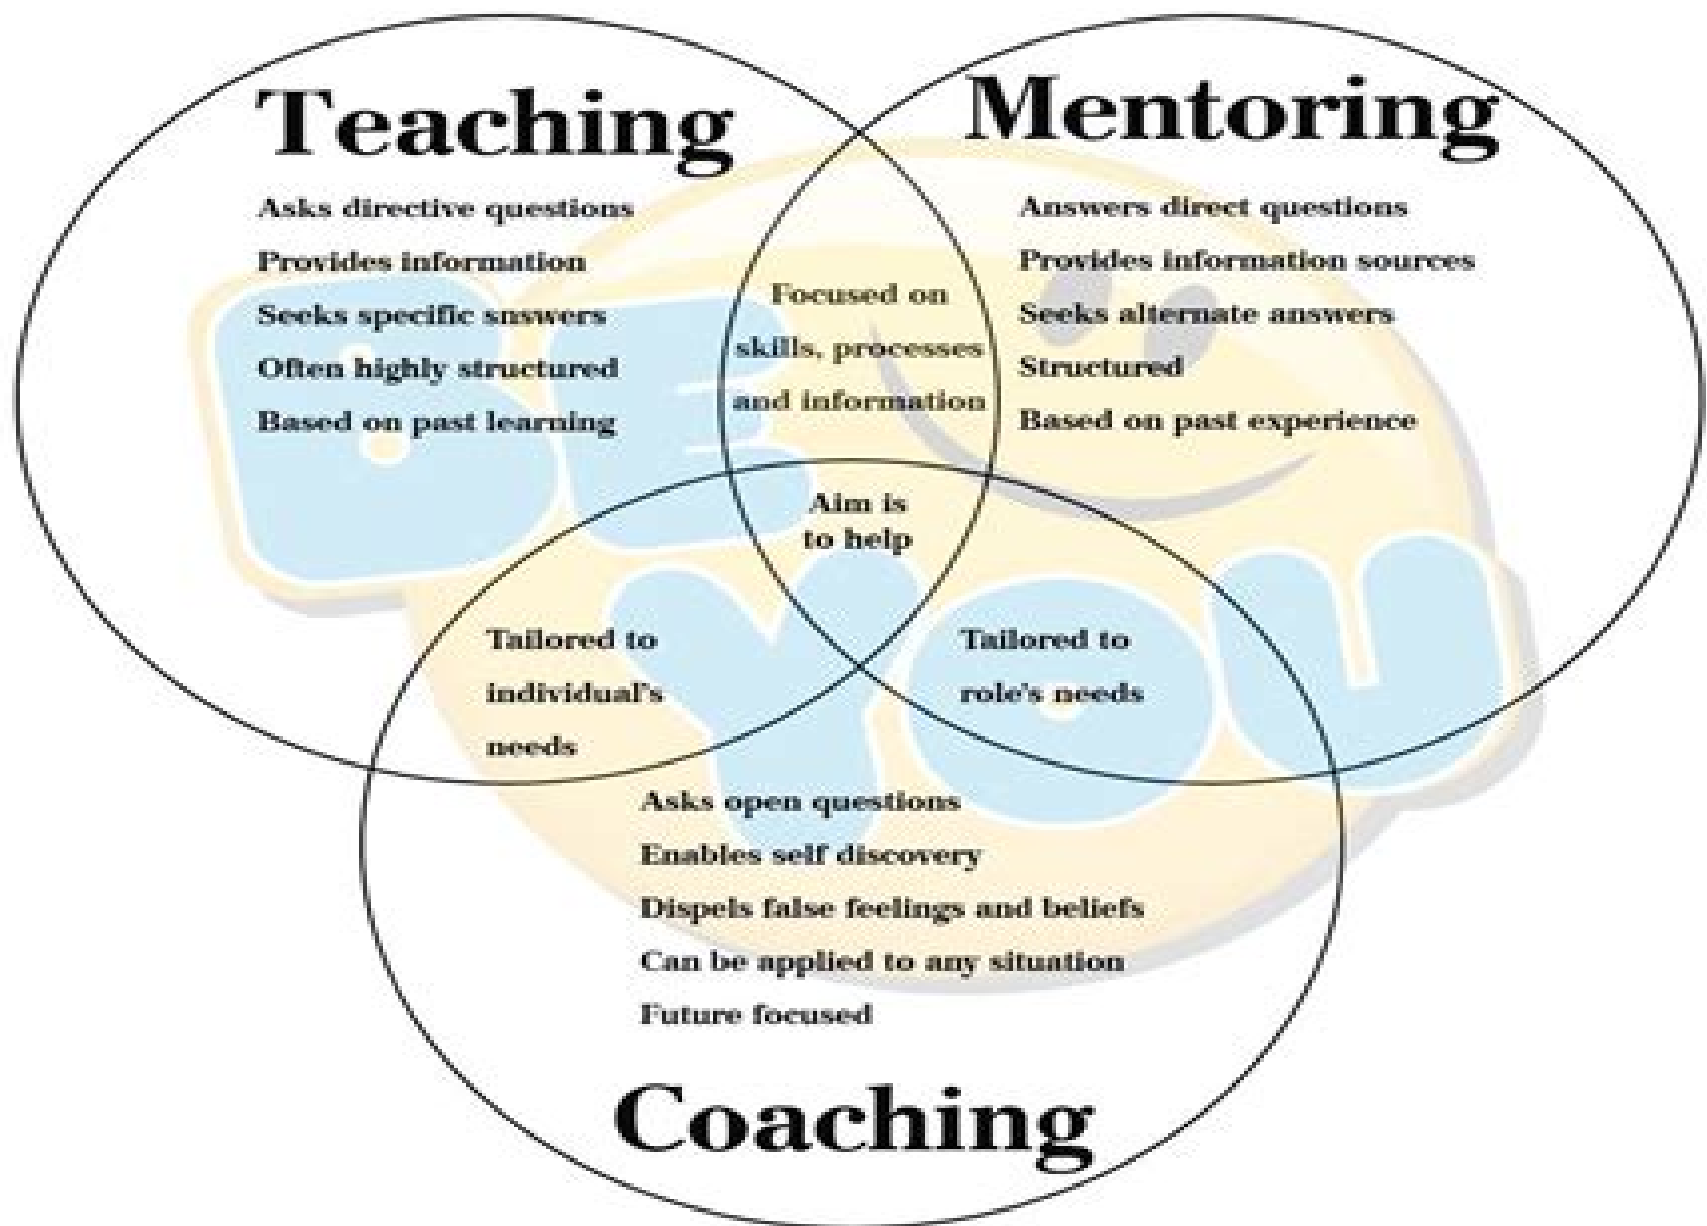 Teaching
Asks directive questions
Provides information
Seeks specific snswers
Often highly structured
Based on past learning
Mentoring
Answers direct questions
Provides information sources
Seeks alternate answers
Structured
Based on past experience
Focused on
skills, processes
and information
Aim is
to help
Tailored to
individual's
needs
Tailored to
role's needs
Asks open questions
Enables self discovery
Dispels false feelings and beliefs
Can be applied to any situation
Future focused
Coaching
BE
YOU